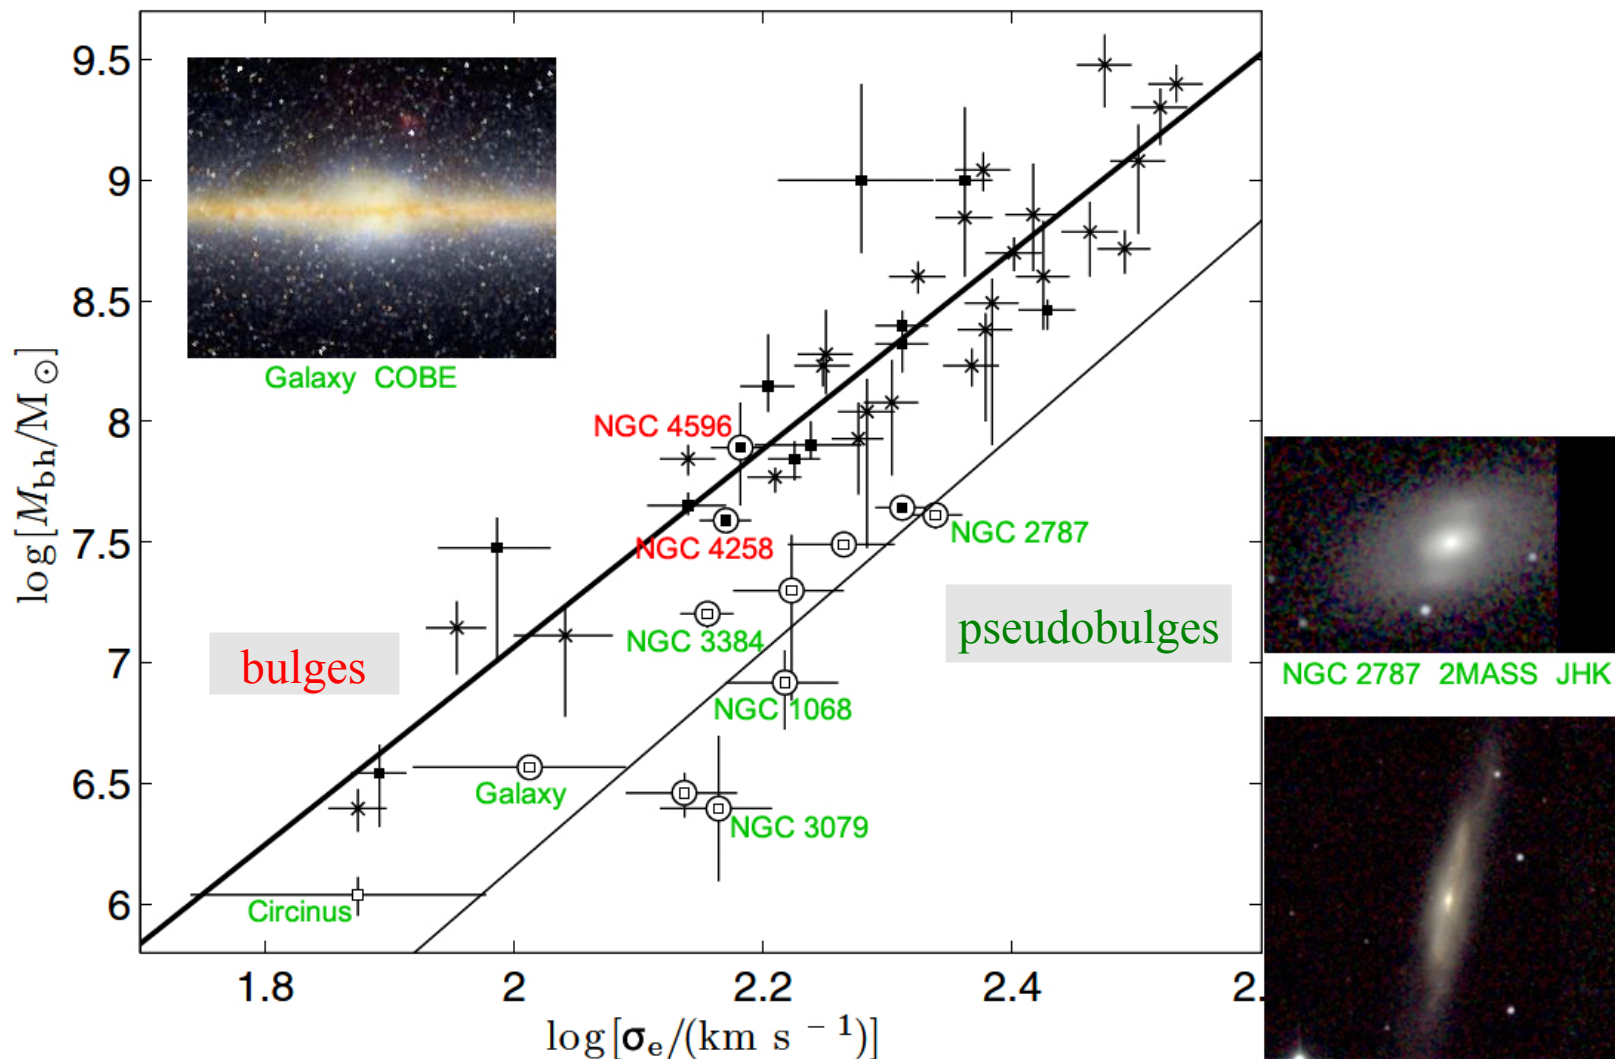 9.5
9
8.5
8
7.5
7
6.5
6
log[M_bh/M⊙]
Galaxy COBE
NGC 4596
NGC 4258
NGC 2787
NGC 3384
pseudobulges
bulges
NGC 1068
Galaxy
NGC 3079
Circinus
NGC 2787 2MASS JHK
1.8
2
2.2
2.4
2.
log[σ_e/(km s⁻¹)]